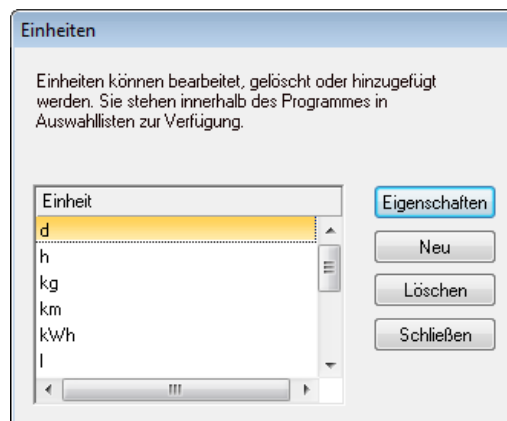 Einheiten
Einheiten können bearbeitet, gelöscht oder hinzugefügt
werden. Sie stehen innerhalb des Programmes in
Auswahllisten zur Verfügung.
Einheit
d
h
kg
km
kWh
l
Eigenschaften
Neu
Löschen
Schließen